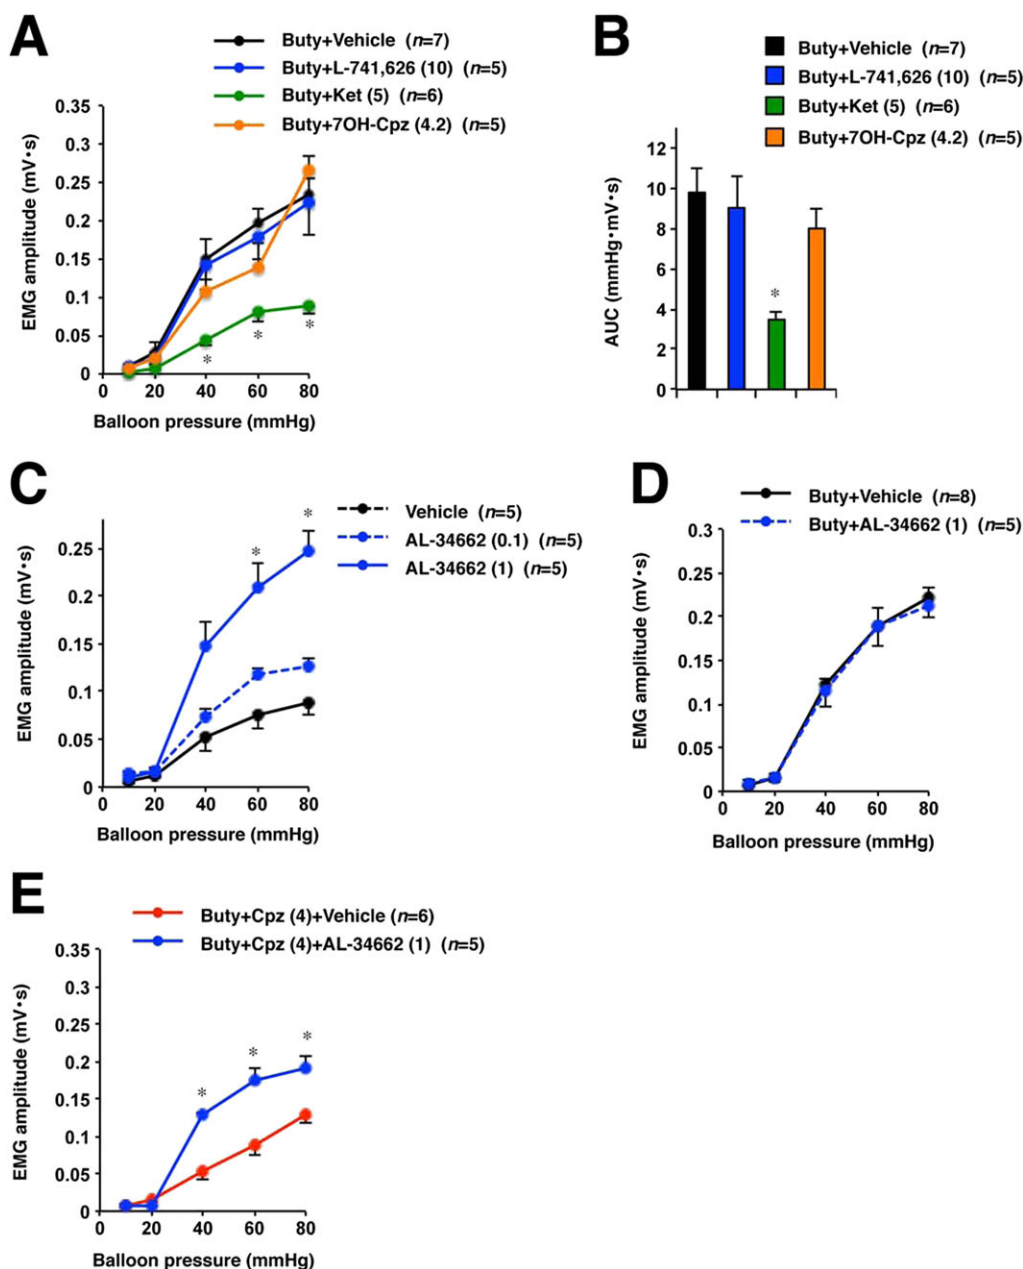 A
Buty+Vehicle (n=7)
Buty+L-741,626 (10) (n=5)
Buty+Ket (5) (n=6)
Buty+7OH-Cpz (4.2) (n=5)
EMG amplitude (mV•s)
0.35
0.3
0.25
0.2
0.15
0.1
0.05
0
0 20 40 60 80
* * *
Balloon pressure (mmHg)
B
Buty+Vehicle (n=7)
Buty+L-741,626 (10) (n=5)
Buty+Ket (5) (n=6)
Buty+7OH-Cpz (4.2) (n=5)
AUC (mmHg•mV•s)
12
10
8
6
4
2
0
*
C
Vehicle (n=5)
AL-34662 (0.1) (n=5)
AL-34662 (1) (n=5)
EMG amplitude (mV•s)
0.25
0.2
0.15
0.1
0.05
0
0 20 40 60 80
* *
Balloon pressure (mmHg)
D
Buty+Vehicle (n=8)
Buty+AL-34662 (1) (n=5)
EMG amplitude (mV•s)
0.3
0.25
0.2
0.15
0.1
0.05
0
0 20 40 60 80
Balloon pressure (mmHg)
E
Buty+Cpz (4)+Vehicle (n=6)
Buty+Cpz (4)+AL-34662 (1) (n=5)
EMG amplitude (mV•s)
0.35
0.3
0.25
0.2
0.15
0.1
0.05
0
0 20 40 60 80
* * *
Balloon pressure (mmHg)